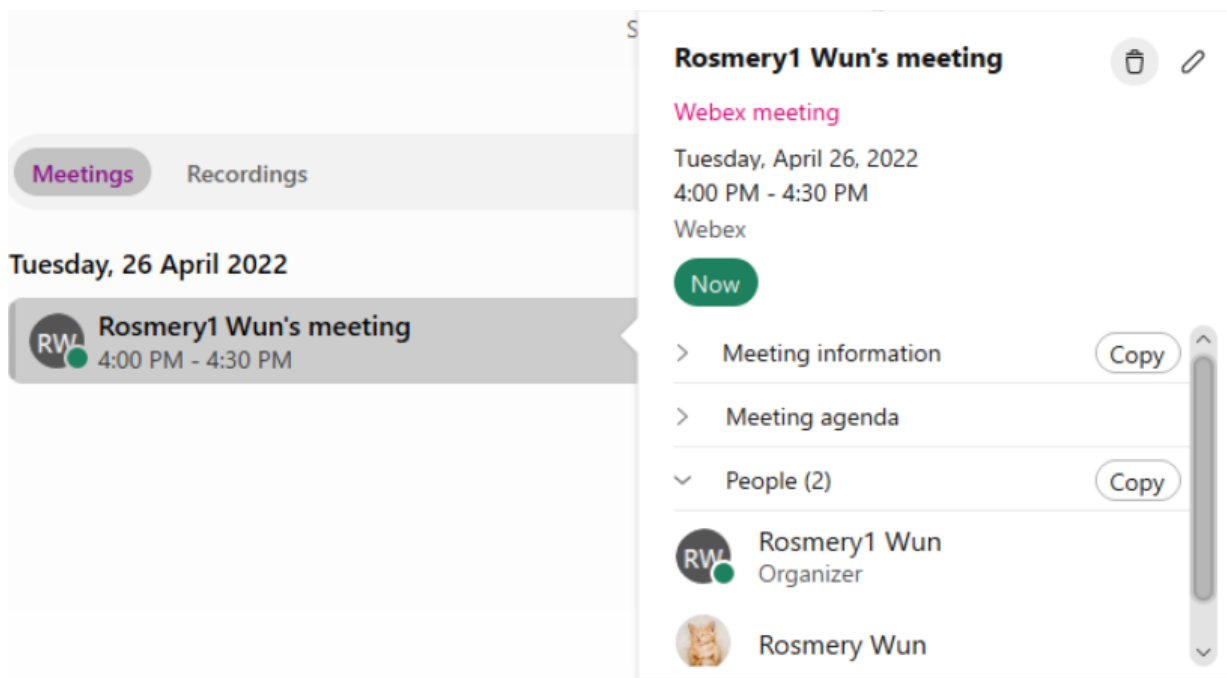 S
Meetings
Recordings
Tuesday, 26 April 2022
RW
Rosmery1 Wun's meeting
4:00 PM - 4:30 PM
Rosmery1 Wun's meeting
Webex meeting
Tuesday, April 26, 2022
4:00 PM - 4:30 PM
Webex
Now
Meeting information
Copy
Meeting agenda
People (2)
Copy
RW
Rosmery1 Wun
Organizer
Rosmery Wun